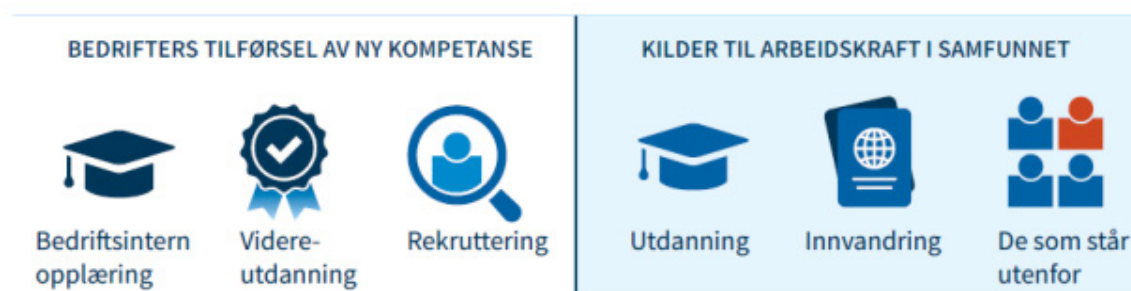 BEDRIFTERS TILFØRSEL AV NY KOMPETANSE
Bedriftsintern
opplæring
Videre-
utdanning
Rekruttering
KILDER TIL ARBEIDSKRAFT I SAMFUNNET
Utdanning
Innvandring
De som står
utenfor